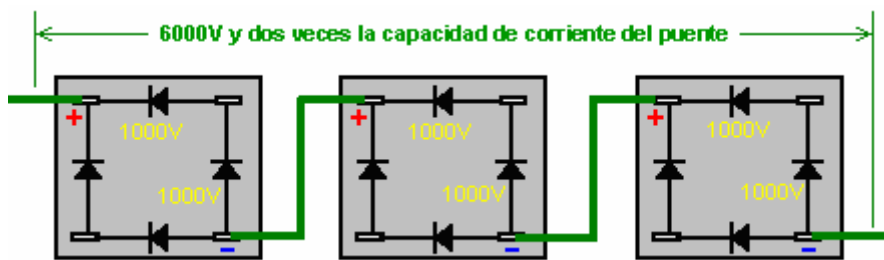 6000V y dos veces la capacidad de corriente del puente
+ 1000V + 1000V + 1000V
1000V 1000V 1000V
- - -